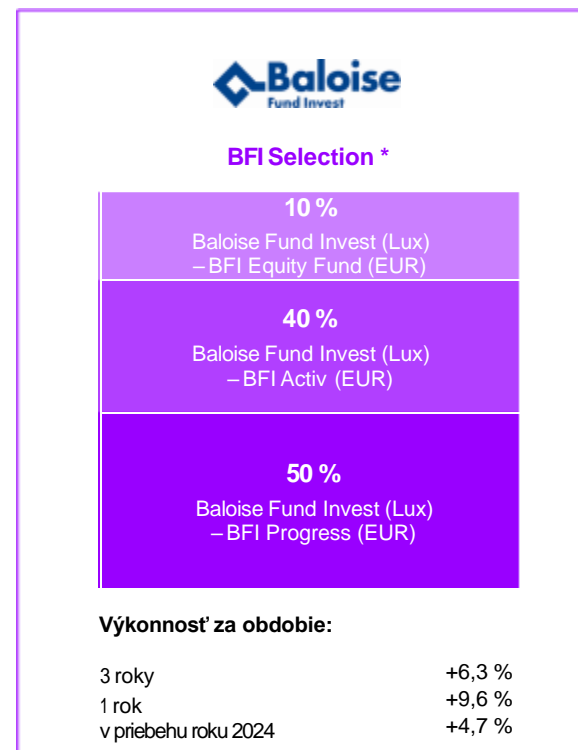 Baloise
Fund Invest
BFI Selection *
10 %
Baloise Fund Invest (Lux)
– BFI Equity Fund (EUR)
40 %
Baloise Fund Invest (Lux)
– BFI Activ (EUR)
50 %
Baloise Fund Invest (Lux)
– BFI Progress (EUR)
Výkonnosť za obdobie:
3 roky +6,3 %
1 rok +9,6 %
v priebehu roku 2024 +4,7 %